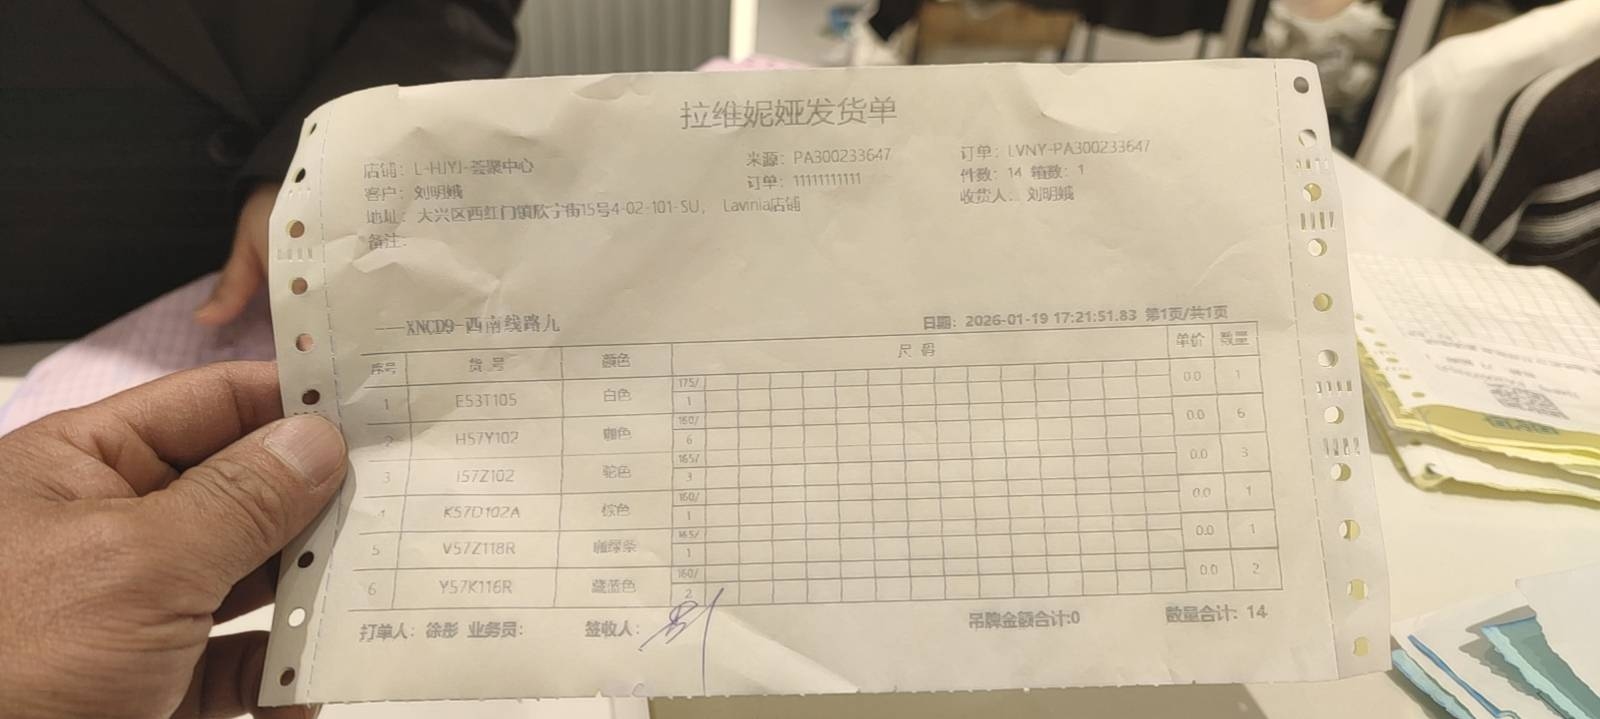 拉维妮娅发货单
店铺：L-HJYJ-荟聚中心 来源：PA300233647 订单：LVNY-PA300233647
客户：刘明娥 订单：11111111111 件数：14 箱数：1
地址：大兴区西红门镇欣宁街15号4-02-101-SU， Lavinia店铺 收货人：刘明娥
备注：
——XNCD9-西南线路九 日期：2026-01-19 17:21:51.83 第1页/共1页
序号 货号 颜色 尺码 单价 数量
1 E53T105 白色 175/ 1 0.0 1
2 H57Y102 咖色 160/ 6 0.0 6
3 I57Z102 驼色 165/ 3 0.0 3
4 K57D102A 棕色 160/ 1 0.0 1
5 V57Z118R 咖绿条 165/ 1 0.0 1
6 Y57K116R 藏蓝色 160/ 2 0.0 2
打单人：徐彤 业务员： 签收人：刘 吊牌金额合计:0 数量合计: 14